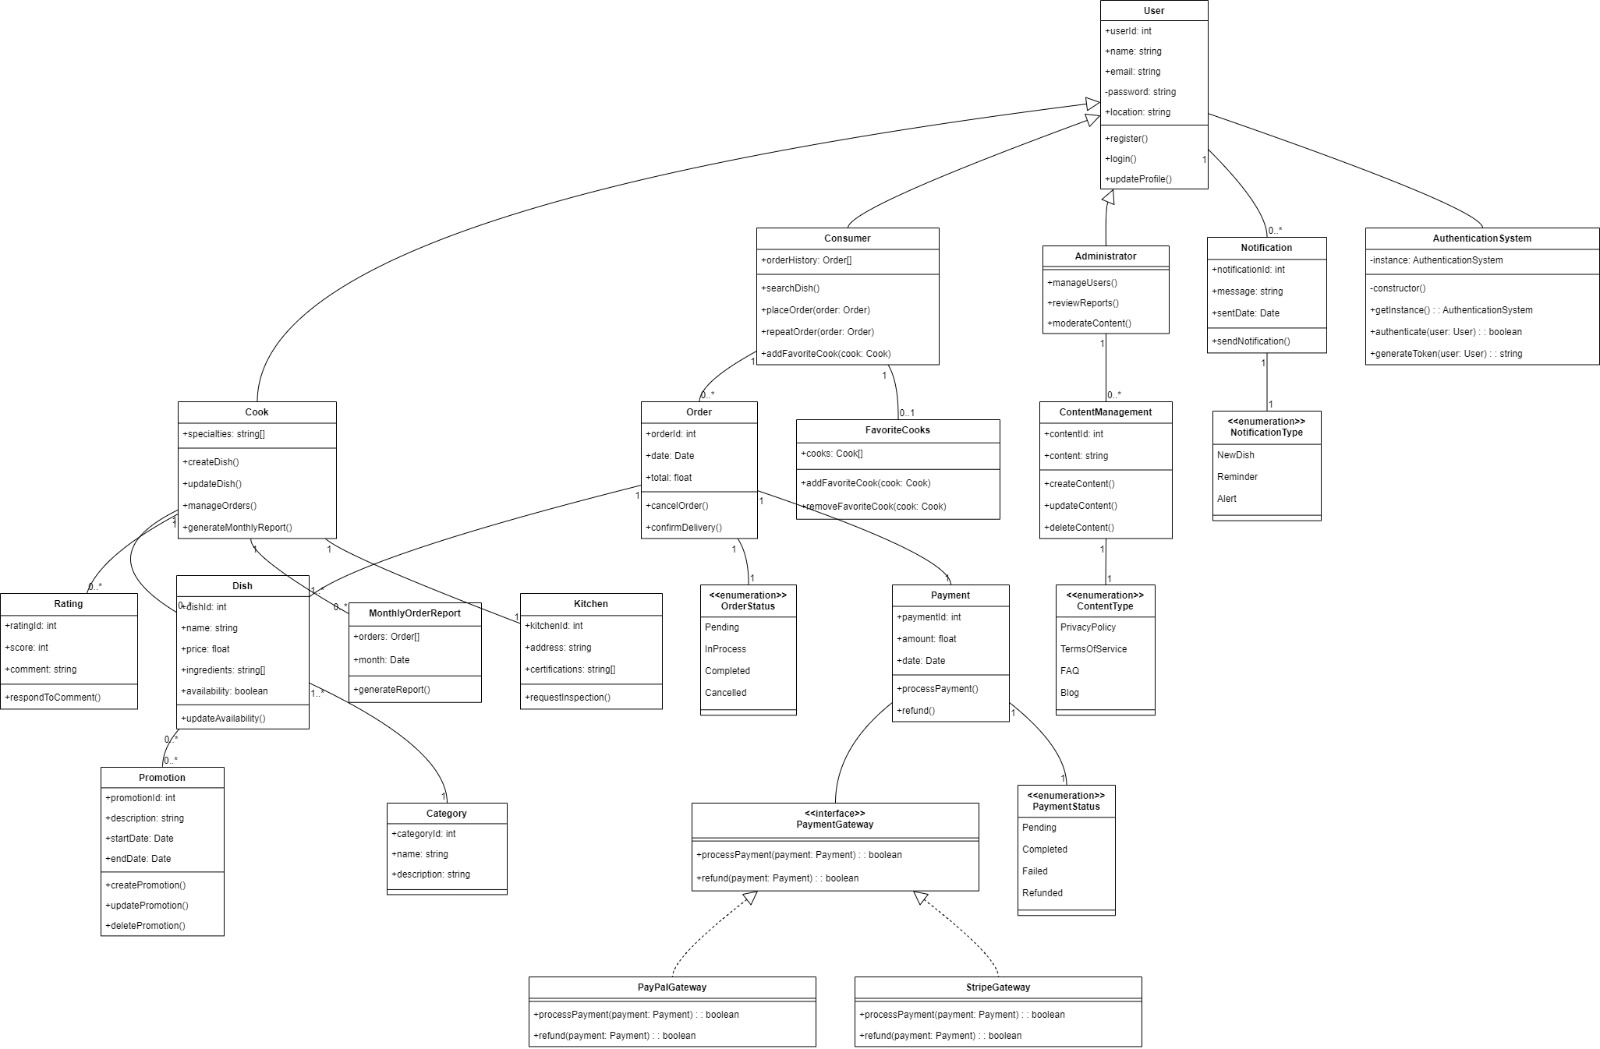 User
+userId: int
+name: string
+email: string
-password: string
+location: string
+register()
+login()
1
+updateProfile()
0..*
Consumer
+orderHistory: Order[]
+searchDish()
+placeOrder(order: Order)
+repeatOrder(order: Order)
+addFavoriteCook(cook: Cook)
1
1
Administrator
+manageUsers()
+reviewReports()
+moderateContent()
1
Notification
+notificationId: int
+message: string
+sentDate: Date
+sendNotification()
1
AuthenticationSystem
-instance: AuthenticationSystem
-constructor()
+getInstance() : : AuthenticationSystem
+authenticate(user: User) : : boolean
+generateToken(user: User) : : string
Cook
+specialties: string[]
+createDish()
+updateDish()
+manageOrders()
+generateMonthlyReport()
1
1
1
0..*
Order
+orderId: int
+date: Date
+total: float
+cancelOrder()
+confirmDelivery()
1
1
1
0..1
FavoriteCooks
+cooks: Cook[]
+addFavoriteCook(cook: Cook)
+removeFavoriteCook(cook: Cook)
0..*
ContentManagement
+contentId: int
+content: string
+createContent()
+updateContent()
+deleteContent()
1
1
<<enumeration>>
NotificationType
NewDish
Reminder
Alert
0..*
Rating
+ratingId: int
+score: int
+comment: string
+respondToComment()
Dish
0..*
+dishId: int
+name: string
+price: float
+ingredients: string[]
+availability: boolean
+updateAvailability()
1..*
1..*
0..*
0..*
MonthlyOrderReport
+orders: Order[]
+month: Date
+generateReport()
1
Kitchen
+kitchenId: int
+address: string
+certifications: string[]
+requestInspection()
1
<<enumeration>>
OrderStatus
Pending
InProcess
Completed
Cancelled
1
Payment
+paymentId: int
+amount: float
+date: Date
+processPayment()
+refund()
1
1
<<enumeration>>
ContentType
PrivacyPolicy
TermsOfService
FAQ
Blog
0..*
Promotion
+promotionId: int
+description: string
+startDate: Date
+endDate: Date
+createPromotion()
+updatePromotion()
+deletePromotion()
1
Category
+categoryId: int
+name: string
+description: string
<<interface>>
PaymentGateway
+processPayment(payment: Payment) : : boolean
+refund(payment: Payment) : : boolean
1
<<enumeration>>
PaymentStatus
Pending
Completed
Failed
Refunded
PayPalGateway
+processPayment(payment: Payment) : : boolean
+refund(payment: Payment) : : boolean
StripeGateway
+processPayment(payment: Payment) : : boolean
+refund(payment: Payment) : : boolean